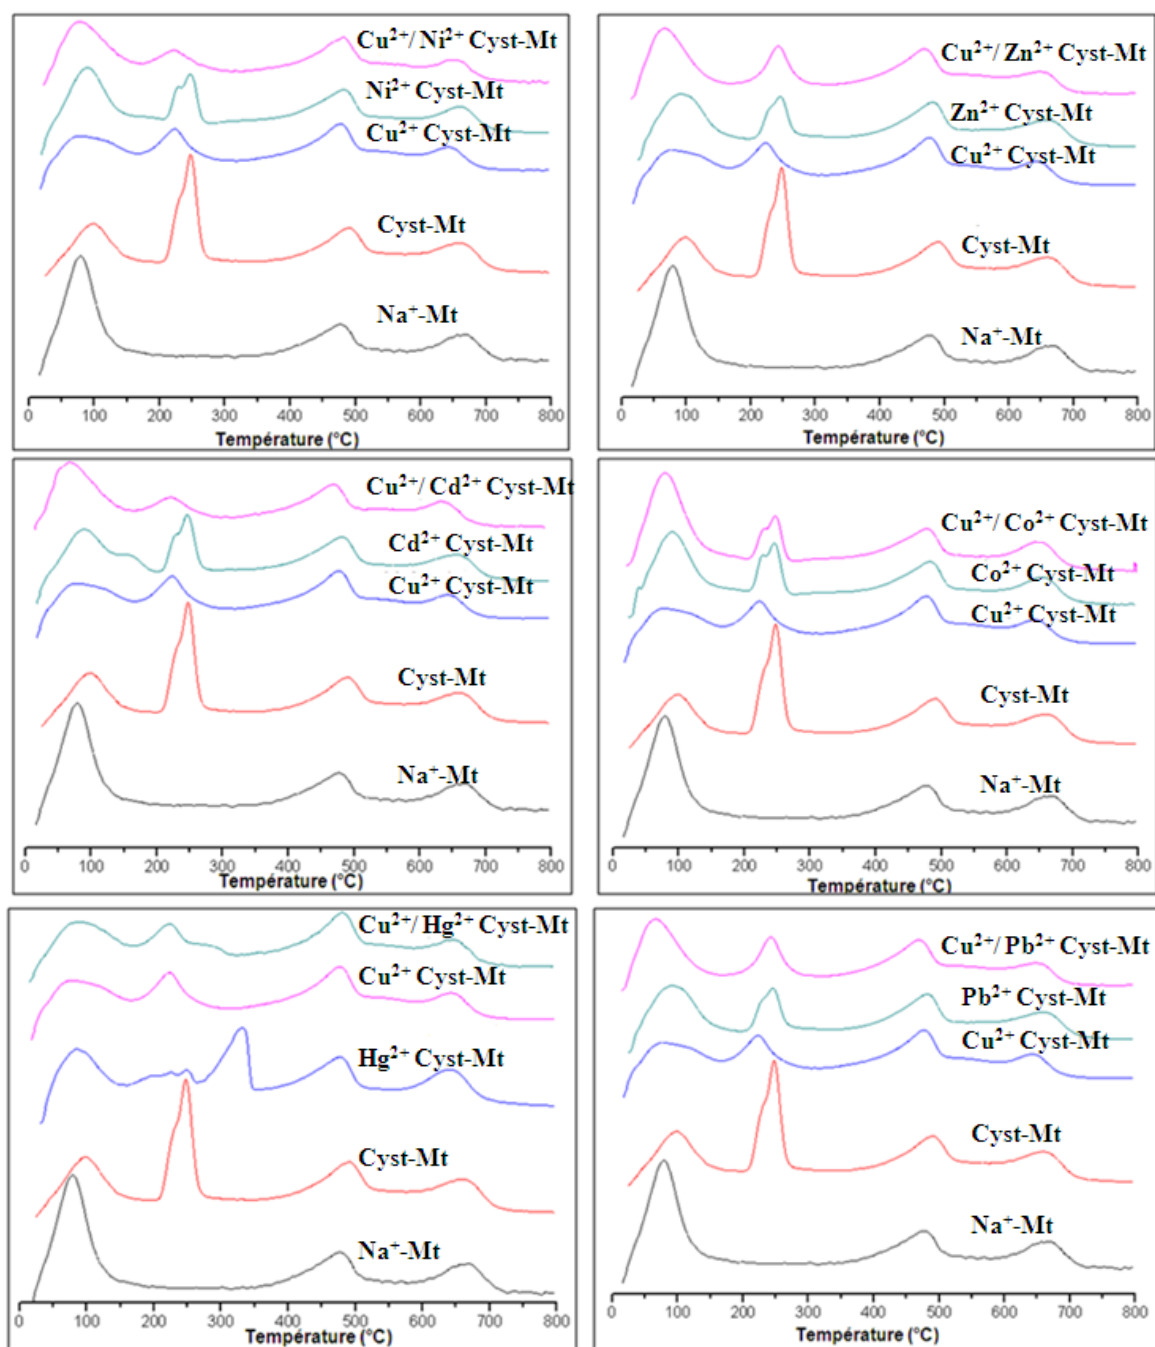 Cu²⁺/ Ni²⁺ Cyst-Mt
Ni²⁺ Cyst-Mt
Cu²⁺ Cyst-Mt
Cyst-Mt
Na⁺-Mt
0 100 200 300 400 500 600 700 800
Température (°C)
Cu²⁺/ Zn²⁺ Cyst-Mt
Zn²⁺ Cyst-Mt
Cu²⁺ Cyst-Mt
Cyst-Mt
Na⁺-Mt
0 100 200 300 400 500 600 700 800
Température (°C)
Cu²⁺/ Cd²⁺ Cyst-Mt
Cd²⁺ Cyst-Mt
Cu²⁺ Cyst-Mt
Cyst-Mt
Na⁺-Mt
0 100 200 300 400 500 600 700 800
Température (°C)
Cu²⁺/ Co²⁺ Cyst-Mt
Co²⁺ Cyst-Mt
Cu²⁺ Cyst-Mt
Cyst-Mt
Na⁺-Mt
0 100 200 300 400 500 600 700 800
Température (°C)
Cu²⁺/ Hg²⁺ Cyst-Mt
Cu²⁺ Cyst-Mt
Hg²⁺ Cyst-Mt
Cyst-Mt
Na⁺-Mt
0 100 200 300 400 500 600 700 800
Température (°C)
Cu²⁺/ Pb²⁺ Cyst-Mt
Pb²⁺ Cyst-Mt
Cu²⁺ Cyst-Mt
Cyst-Mt
Na⁺-Mt
0 100 200 300 400 500 600 700 800
Température (°C)